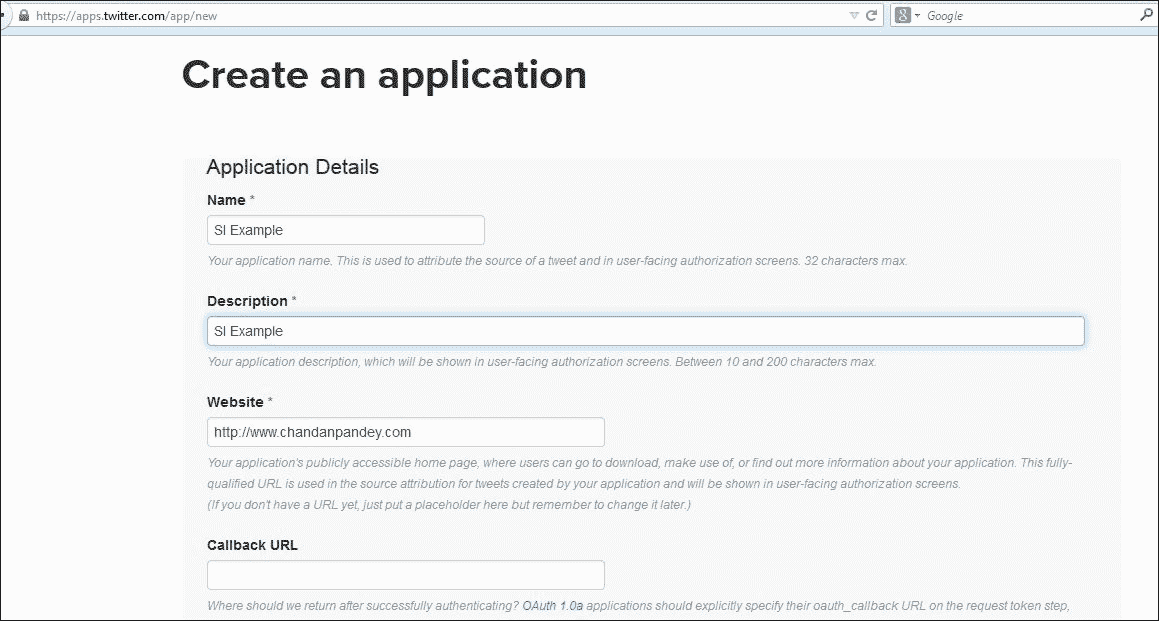 https://apps.twitter.com/app/new
Google
Create an application
Application Details
Name *
SI Example
Your application name. This is used to attribute the source of a tweet and in user-facing authorization screens. 32 characters max.
Description *
SI Example
Your application description, which will be shown in user-facing authorization screens. Between 10 and 200 characters max.
Website *
http://www.chandanpandey.com
Your application's publicly accessible home page, where users can go to download, make use of, or find out more information about your application. This fully-
qualified URL is used in the source attribution for tweets created by your application and will be shown in user-facing authorization screens.
(If you don't have a URL yet, just put a placeholder here but remember to change it later.)
Callback URL
Where should we return after successfully authenticating? OAuth 1.0a applications should explicitly specify their oauth_callback URL on the request token step,